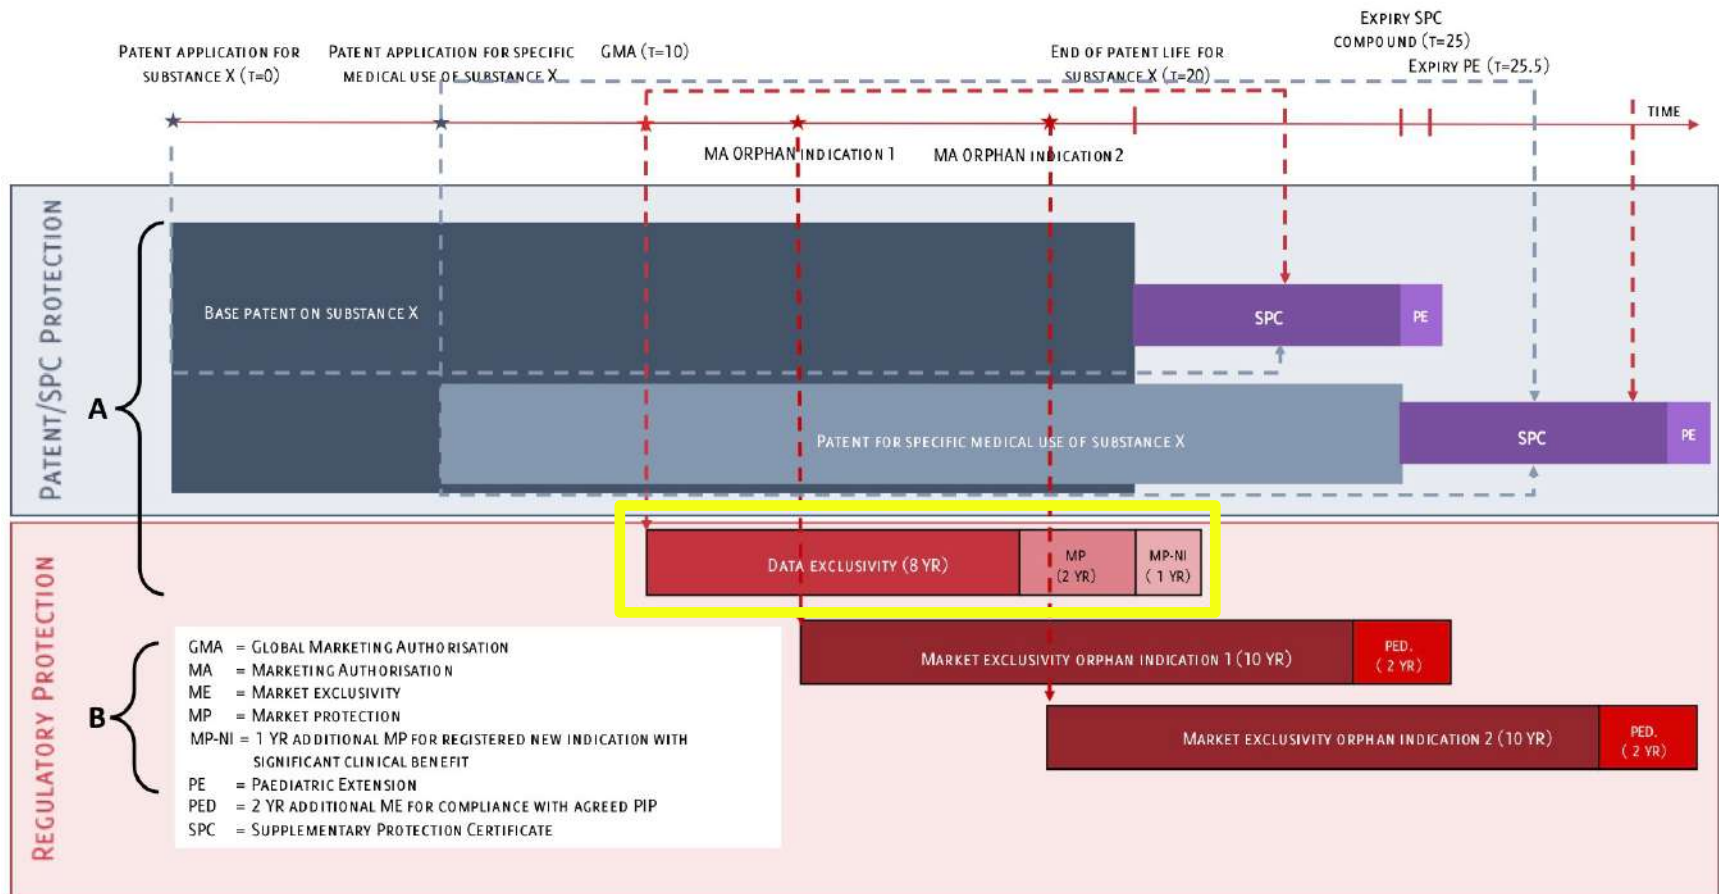 PATENT APPLICATION FOR
SUBSTANCE X (T=0)
PATENT APPLICATION FOR SPECIFIC
MEDICAL USE OF SUBSTANCE X
GMA (T=10)
END OF PATENT LIFE FOR
SUBSTANCE X (T=20)
EXPIRY SPC
COMPOUND (T=25)
EXPIRY PE (T=25.5)
TIME
MA ORPHAN INDICATION 1
MA ORPHAN INDICATION 2
PATENT/SPC PROTECTION
A
BASE PATENT ON SUBSTANCE X
SPC
PE
PATENT FOR SPECIFIC MEDICAL USE OF SUBSTANCE X
SPC
PE
REGULATORY PROTECTION
DATA EXCLUSIVITY (8 YR)
MP
(2 YR)
MP-NI
( 1 YR)
MARKET EXCLUSIVITY ORPHAN INDICATION 1 (10 YR)
PED.
( 2 YR)
MARKET EXCLUSIVITY ORPHAN INDICATION 2 (10 YR)
PED.
( 2 YR)
B
GMA = GLOBAL MARKETING AUTHORISATION
MA = MARKETING AUTHORISATION
ME = MARKET EXCLUSIVITY
MP = MARKET PROTECTION
MP-NI = 1 YR ADDITIONAL MP FOR REGISTERED NEW INDICATION WITH
SIGNIFICANT CLINICAL BENEFIT
PE = PAEDIATRIC EXTENSION
PED = 2 YR ADDITIONAL ME FOR COMPLIANCE WITH AGREED PIP
SPC = SUPPLEMENTARY PROTECTION CERTIFICATE